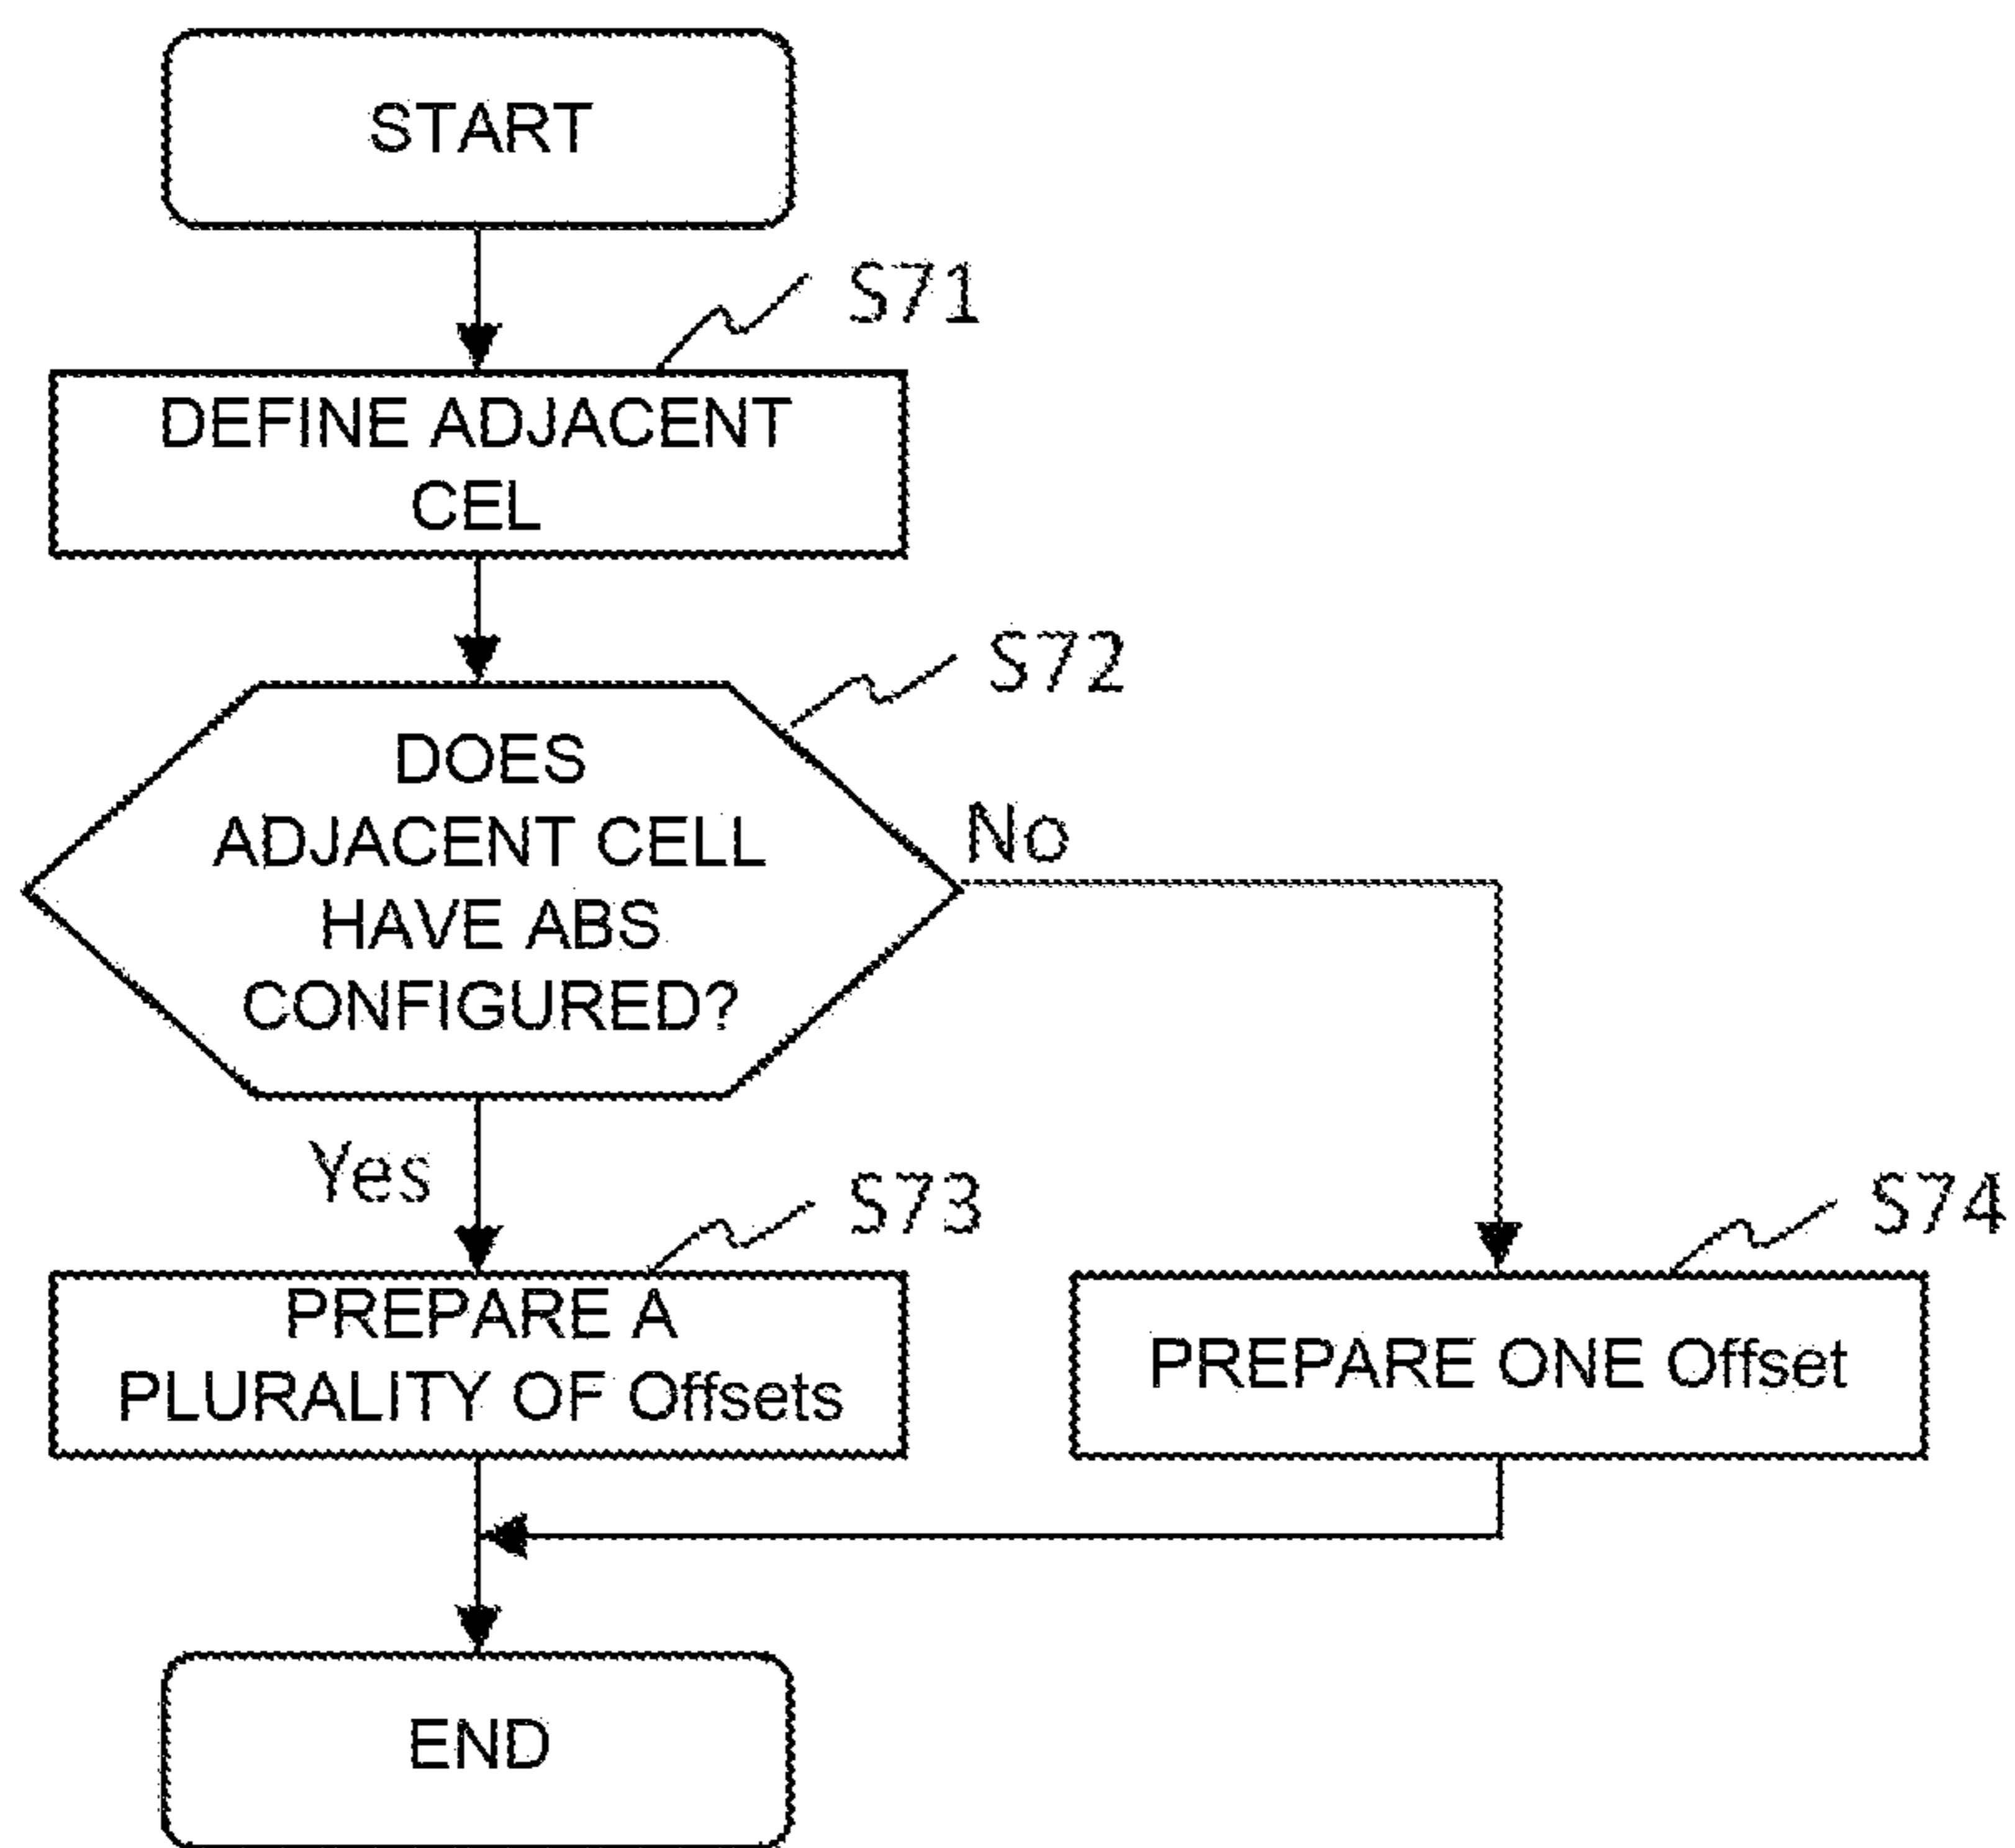 START
S71
DEFINE ADJACENT
CEL
S72
DOES
ADJACENT CELL
HAVE ABS
CONFIGURED?
No
Yes
S73
PREPARE A
PLURALITY OF Offsets
S74
PREPARE ONE Offset
END